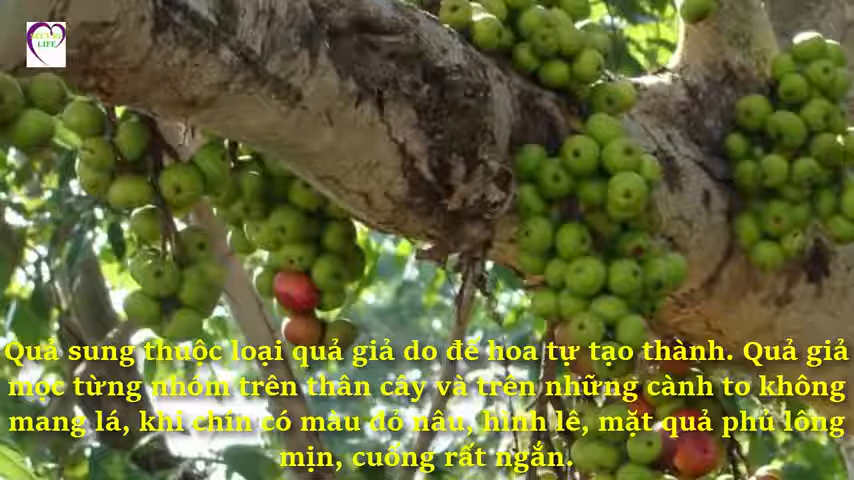 LIFE
Quả sung thuộc loại quả giả do đế hoa tự tạo thành. Quả giả
mọc từng nhóm trên thân cây và trên những cành to không
mang lá, khi chín có màu đỏ nâu, hình lê, mặt quả phủ lông
mịn, cuống rất ngắn.